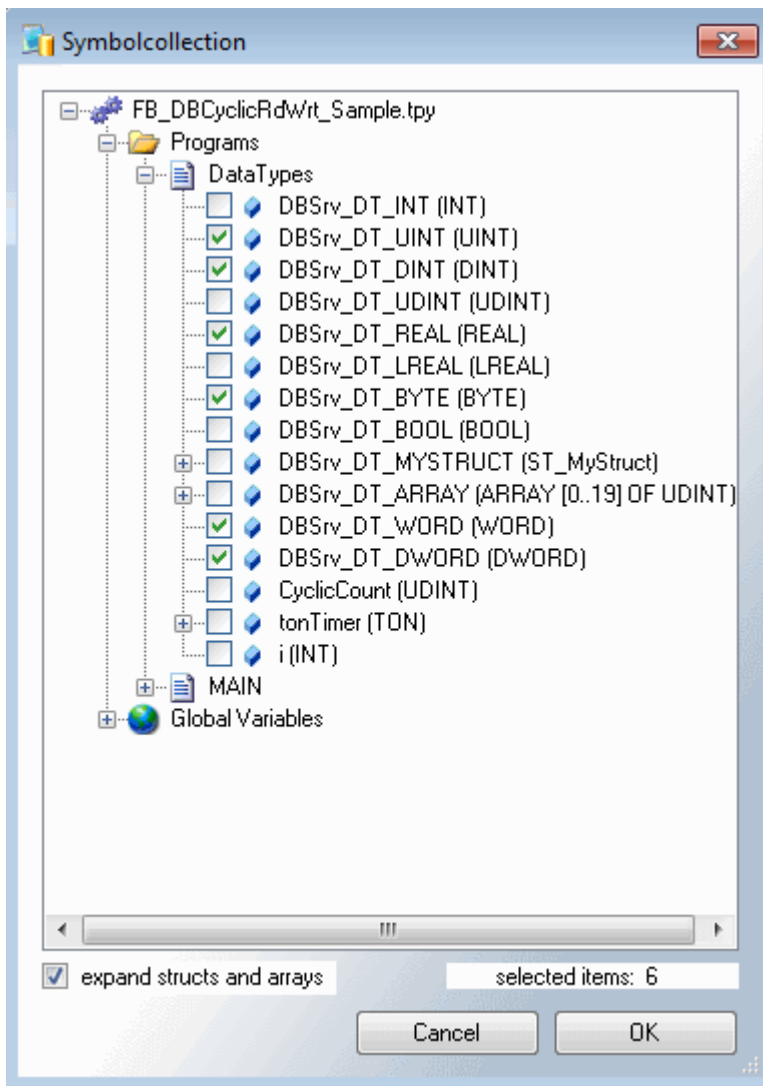 Symbolcollection
FB_DBCyclicRdWrt_Sample.tpy
Programs
DataTypes
DBSrv_DT_INT (INT)
DBSrv_DT_UINT (UINT)
DBSrv_DT_DINT (DINT)
DBSrv_DT_UDINT (UDINT)
DBSrv_DT_REAL (REAL)
DBSrv_DT_LREAL (LREAL)
DBSrv_DT_BYTE (BYTE)
DBSrv_DT_BOOL (BOOL)
DBSrv_DT_MYSTRUCT (ST_MyStruct)
DBSrv_DT_ARRAY (ARRAY [0..19] OF UDINT)
DBSrv_DT_WORD (WORD)
DBSrv_DT_DWORD (DWORD)
CyclicCount (UDINT)
tonTimer (TON)
i (INT)
MAIN
Global Variables
expand structs and arrays selected items: 6
Cancel OK